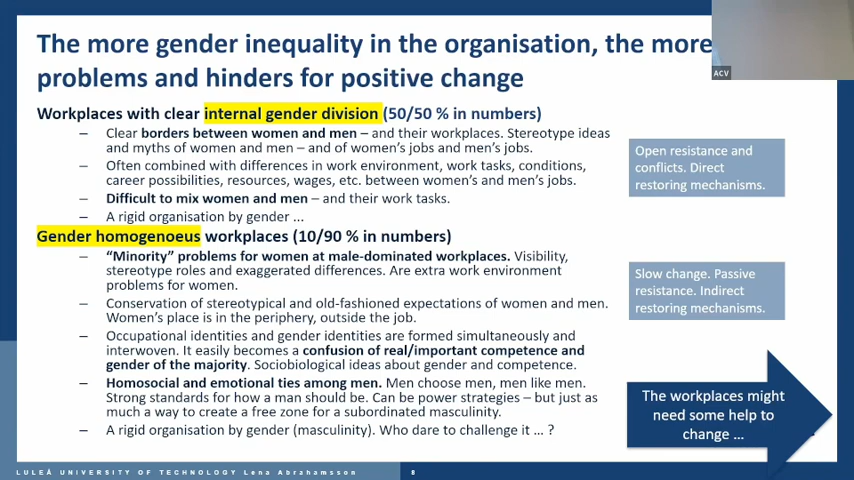 The more gender inequality in the organisation, the more
problems and hinders for positive change
ACV
Workplaces with clear internal gender division (50/50 % in numbers)
– Clear borders between women and men – and their workplaces. Stereotype ideas
and myths of women and men – and of women's jobs and men's jobs.
– Often combined with differences in work environment, work tasks, conditions,
career possibilities, resources, wages, etc. between women's and men's jobs.
– Difficult to mix women and men – and their work tasks.
– A rigid organisation by gender ...
Open resistance and
conflicts. Direct
restoring mechanisms.
Gender homogenoeus workplaces (10/90 % in numbers)
– "Minority" problems for women at male-dominated workplaces. Visibility,
stereotype roles and exaggerated differences. Are extra work environment
problems for women.
– Conservation of stereotypical and old-fashioned expectations of women and men.
Women's place is in the periphery, outside the job.
– Occupational identities and gender identities are formed simultaneously and
interwoven. It easily becomes a confusion of real/important competence and
gender of the majority. Sociobiological ideas about gender and competence.
– Homosocial and emotional ties among men. Men choose men, men like men.
Strong standards for how a man should be. Can be power strategies – but just as
much a way to create a free zone for a subordinated masculinity.
– A rigid organisation by gender (masculinity). Who dare to challenge it ... ?
Slow change. Passive
resistance. Indirect
restoring mechanisms.
The workplaces might
need some help to
change ...
LULEÅ UNIVERSITY OF TECHNOLOGY Lena Abrahamsson
8